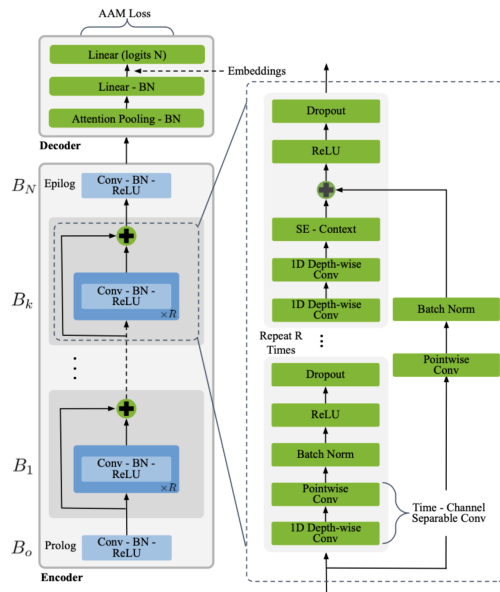 AAM Loss
Linear (logits N)
Embeddings
Linear - BN
Attention Pooling - BN
Decoder
B_N
Epilog
Conv - BN -
ReLU
B_k
Conv - BN -
ReLU
×R
B_1
Conv - BN -
ReLU
×R
B_o
Prolog
Conv - BN -
ReLU
Encoder
Dropout
ReLU
SE - Context
1D Depth-wise
Conv
1D Depth-wise
Conv
Repeat R
Times
Batch Norm
Pointwise
Conv
Dropout
ReLU
Batch Norm
Pointwise
Conv
1D Depth-wise
Conv
Time - Channel
Separable Conv